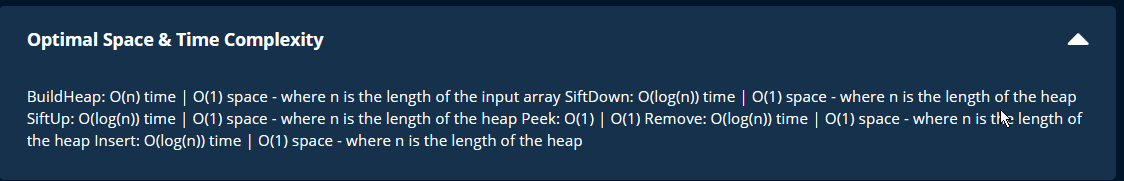 Optimal Space & Time Complexity
BuildHeap: O(n) time | O(1) space - where n is the length of the input array SiftDown: O(log(n)) time | O(1) space - where n is the length of the heap
SiftUp: O(log(n)) time | O(1) space - where n is the length of the heap Peek: O(1) | O(1) Remove: O(log(n)) time | O(1) space - where n is the length of
the heap Insert: O(log(n)) time | O(1) space - where n is the length of the heap